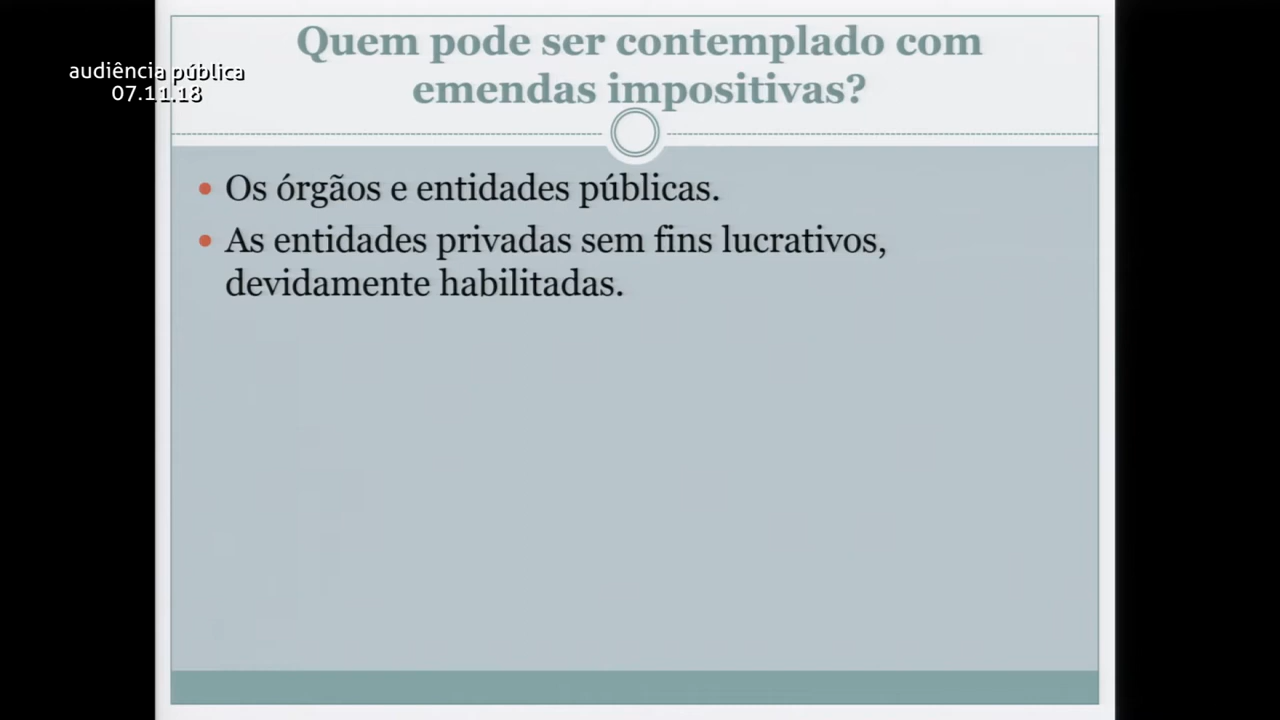 audiência pública
07.11.18
Quem pode ser contemplado com
emendas impositivas?
• Os órgãos e entidades públicas.
• As entidades privadas sem fins lucrativos,
devidamente habilitadas.